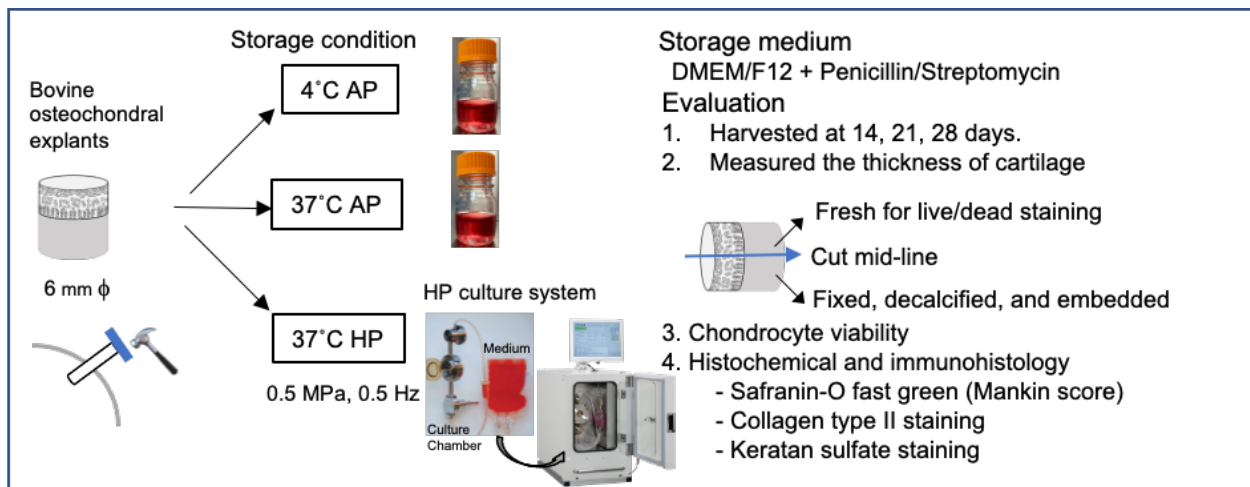 Storage condition
4˚C AP
Bovine
osteochondral
explants
37˚C AP
6 mm ϕ
37˚C HP
0.5 MPa, 0.5 Hz
HP culture system
Medium
Culture
Chamber
Storage medium
DMEM/F12 + Penicillin/Streptomycin
Evaluation
1. Harvested at 14, 21, 28 days.
2. Measured the thickness of cartilage
Fresh for live/dead staining
Cut mid-line
Fixed, decalcified, and embedded
3. Chondrocyte viability
4. Histochemical and immunohistology
- Safranin-O fast green (Mankin score)
- Collagen type II staining
- Keratan sulfate staining